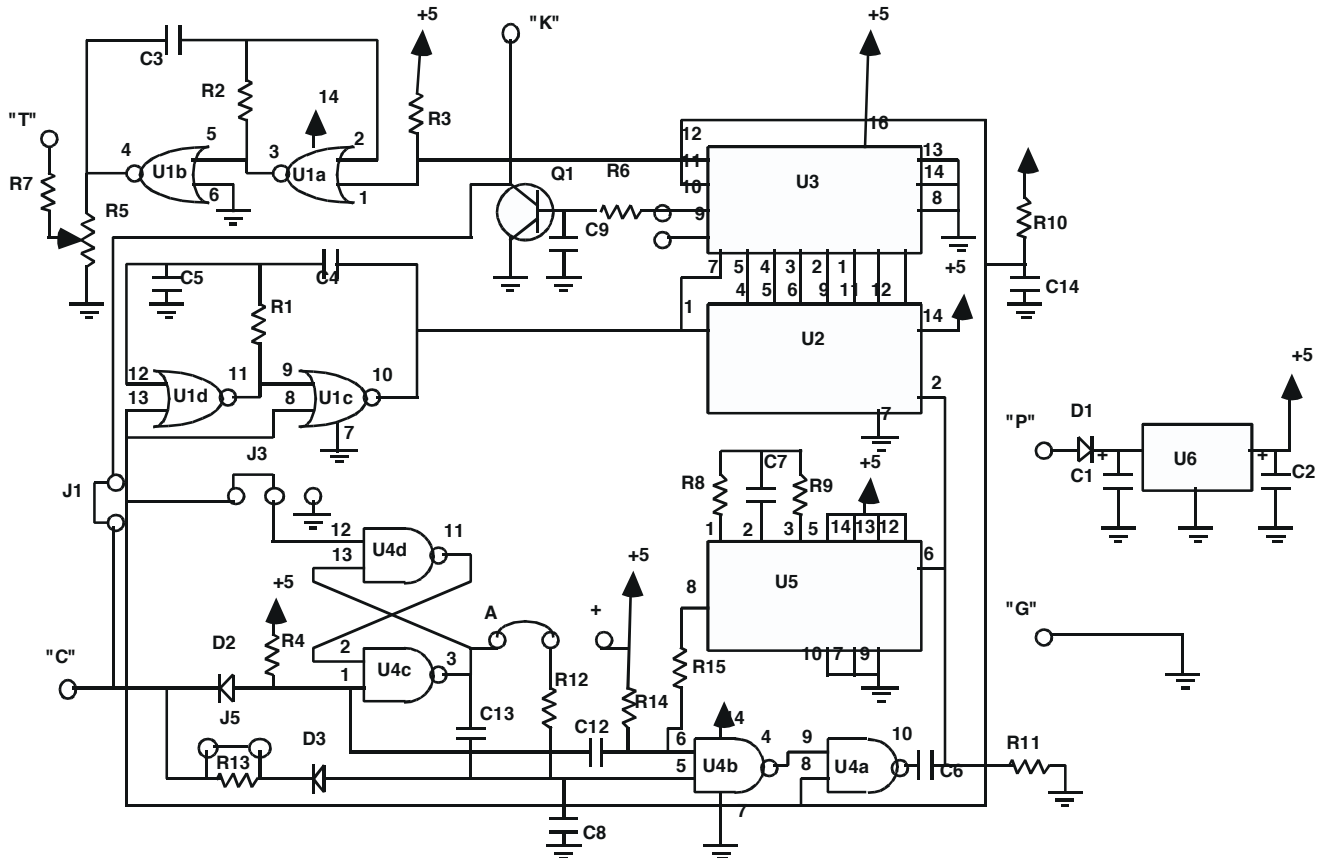 +5 "K" +5
C3
R2 14 R3
"T" 16
12
4 5 3 2 11 13
U1b U1a Q1 R6 U3 14
R7 6 1 10 8
R5 C9 9 R10
7 5 4 3 2 1 +5
C5 C4 4 5 6 9 11 12 C14
R1 1 14
U2
12 11 9 10 2 +5
13 U1d 8 U1c 7 "P" D1
7
J3 C7 +5 + U6 +
J1 R8 R9 C1 C2
1 2 3 5 14 13 12
12 11
13 U4d 6
+5 +5 8 U5
A + "G"
D2 R4
"C" 2 3 10 7 9
1 U4c R12 R15
J5 C13 R14
D3 C12 6 14 4 9 10 R11
R13 5 U4b 8 U4a C6
7
C8